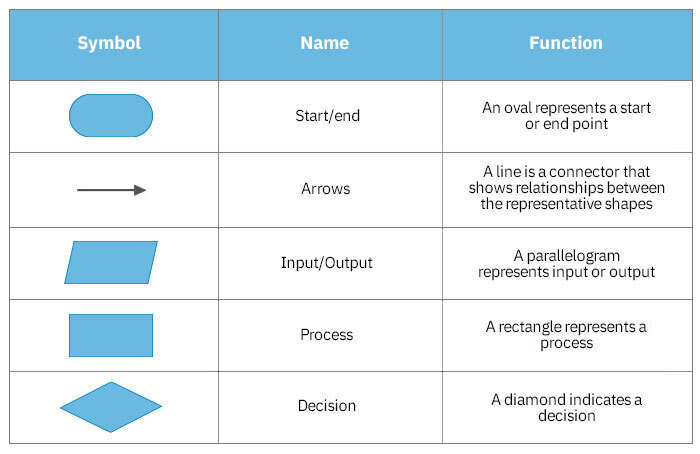 Symbol
Name
Function
Start/end
An oval represents a start
or end point
Arrows
A line is a connector that
shows relationships between
the representative shapes
Input/Output
A parallelogram
represents input or output
Process
A rectangle represents a
process
Decision
A diamond indicates a
decision